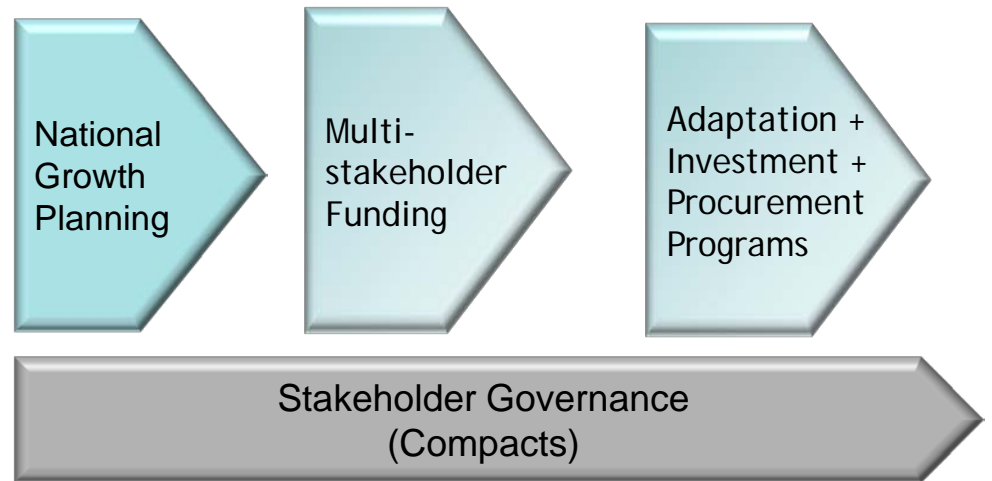 National
Growth
Planning
Multi-
stakeholder
Funding
Adaptation +
Investment +
Procurement
Programs
Stakeholder Governance
(Compacts)